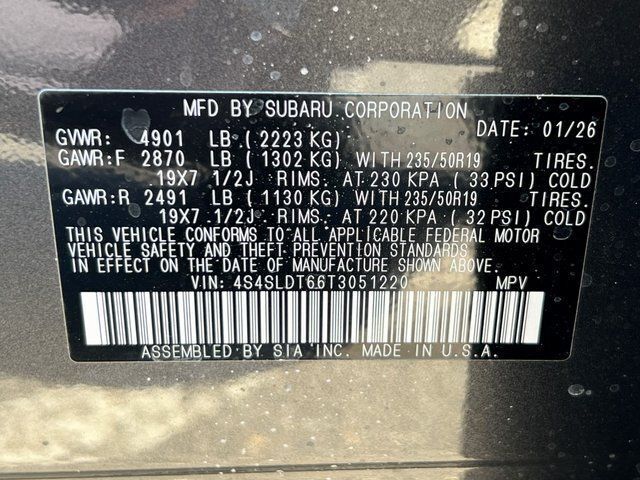 MFD BY SUBARU CORPORATION
DATE: 01/26
GVWR: 4901 LB ( 2223 KG)
GAWR:F 2870 LB ( 1302 KG) WITH 235/50R19 TIRES.
19X7 1/2J RIMS. AT 230 KPA ( 33 PSI) COLD
GAWR:R 2491 LB ( 1130 KG) WITH 235/50R19 TIRES.
19X7 1/2J RIMS. AT 220 KPA ( 32 PSI) COLD
THIS VEHICLE CONFORMS TO ALL APPLICABLE FEDERAL MOTOR
VEHICLE SAFETY AND THEFT PREVENTION STANDARDS
IN EFFECT ON THE DATE OF MANUFACTURE SHOWN ABOVE.
VIN: 4S4SLDT66T3051220 MPV
ASSEMBLED BY SIA INC. MADE IN U.S.A.